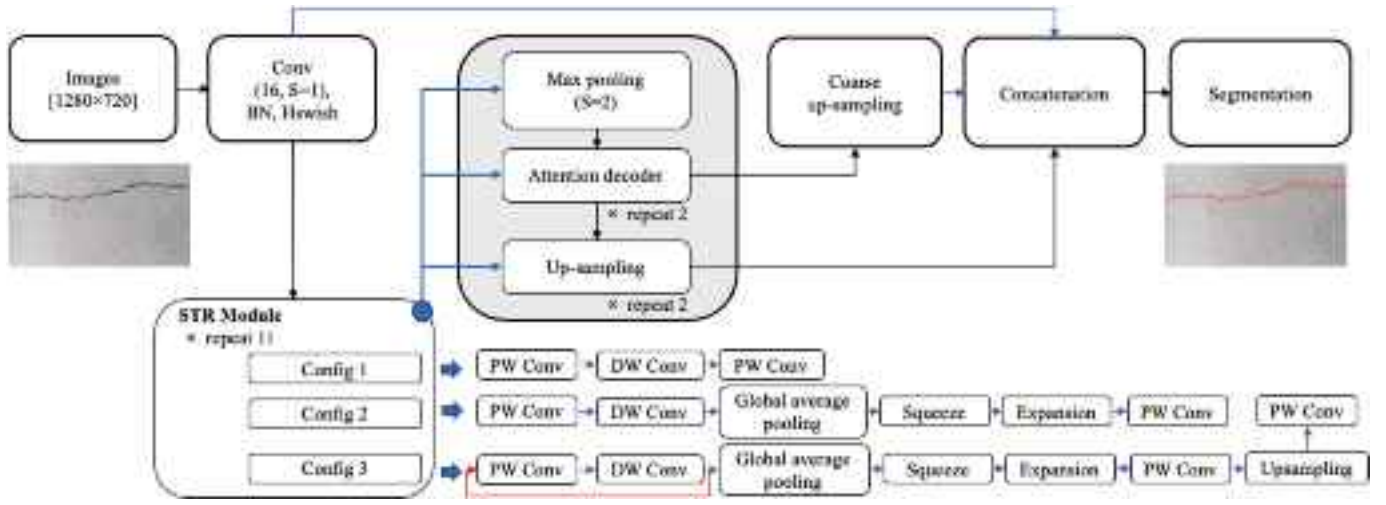 Images
[1280×720]
Conv
(16, S=1),
BN, Hswish
Max pooling
(S=2)
Attention decoder
× repeat 2
Up-sampling
× repeat 2
Coarse
up-sampling
Concatenation
Segmentation
STR Module
× repeat 11
Config 1
PW Conv
DW Conv
PW Conv
Config 2
PW Conv
DW Conv
Global average
pooling
Squeeze
Expansion
PW Conv
PW Conv
Config 3
PW Conv
DW Conv
Global average
pooling
Squeeze
Expansion
PW Conv
Upsampling